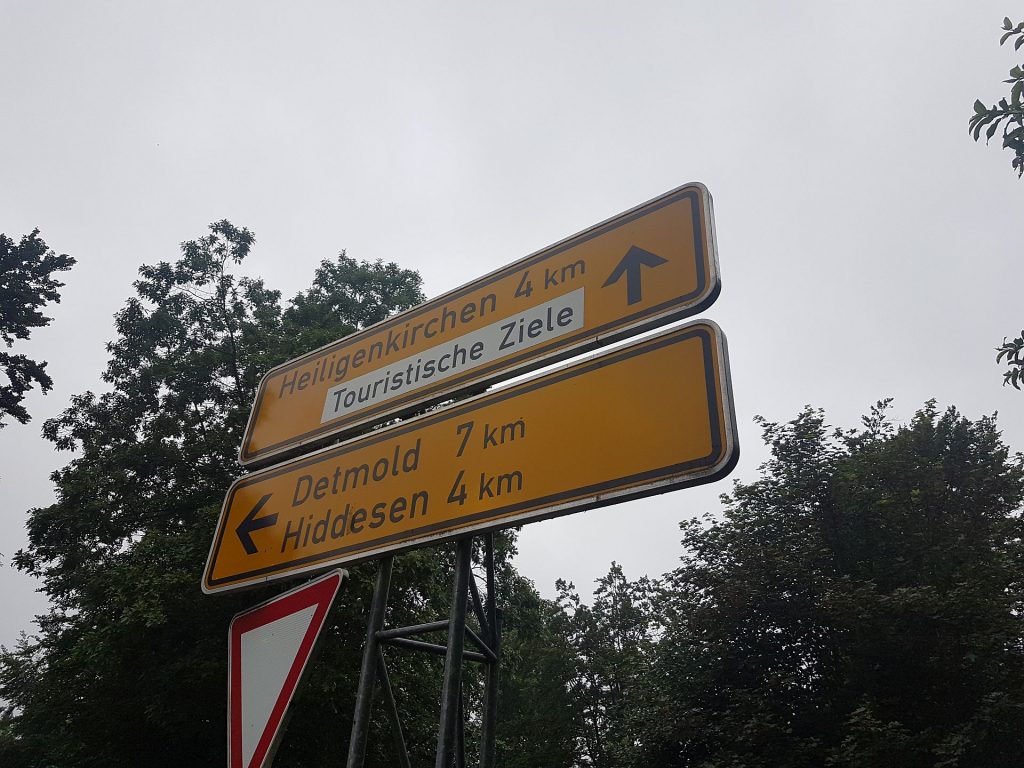 Heiligenkirchen 4 km
Touristische Ziele
Detmold 7 km
Hiddesen 4 km